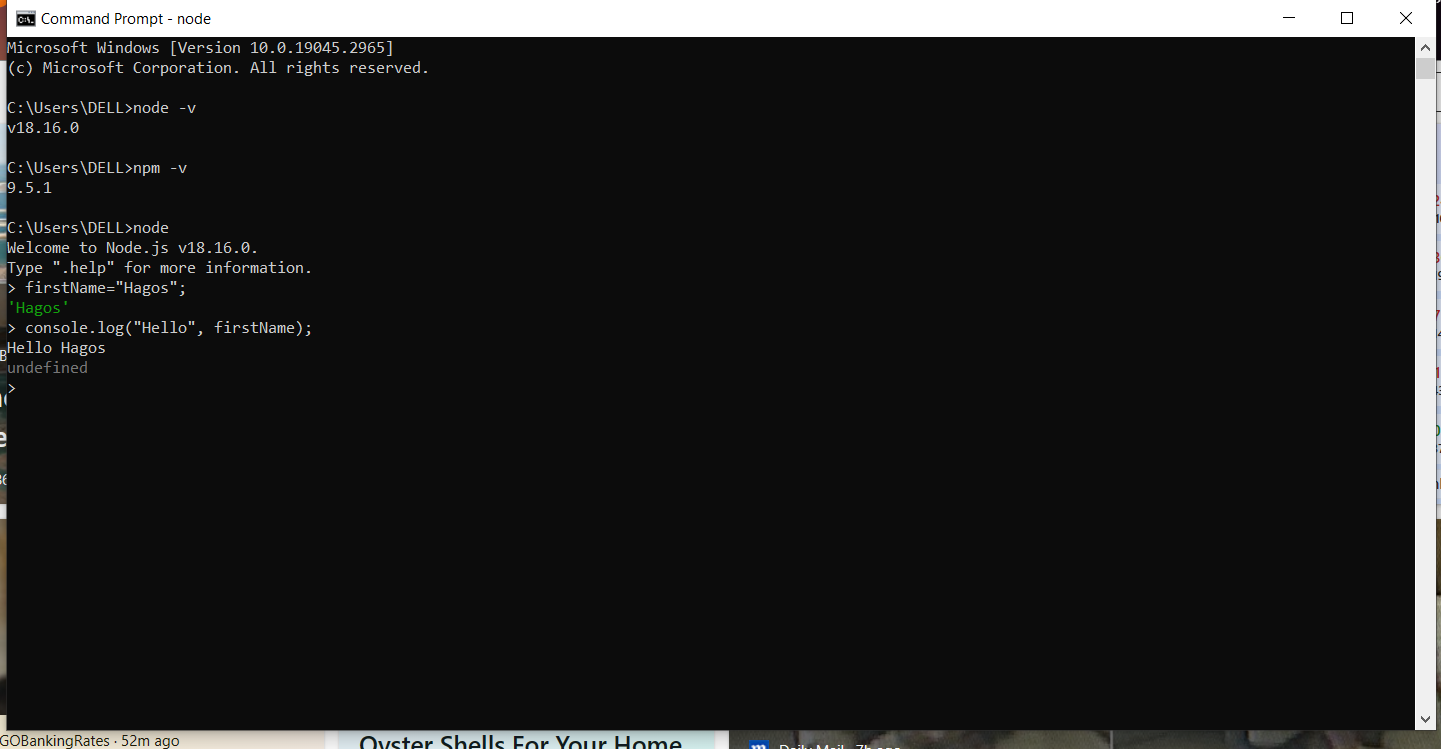 Command Prompt - node
Microsoft Windows [Version 10.0.19045.2965]
(c) Microsoft Corporation. All rights reserved.
C:\Users\DELL>node -v
v18.16.0
C:\Users\DELL>npm -v
9.5.1
C:\Users\DELL>node
Welcome to Node.js v18.16.0.
Type ".help" for more information.
> firstName="Hagos";
'Hagos'
> console.log("Hello", firstName);
Hello Hagos
undefined
>
GOBankingRates · 52m ago
Oyster Shells For Your Home
Daily Mail · 7h ago